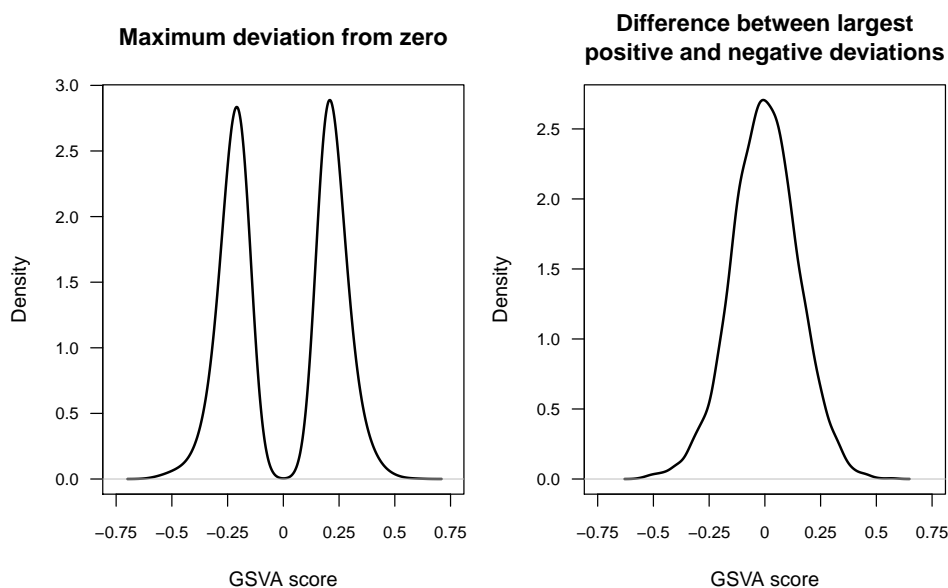 Maximum deviation from zero
3.0
2.5
2.0
1.5
1.0
0.5
0.0
Density
−0.75 −0.5 −0.25 0 0.25 0.5 0.75
GSVA score
Difference between largest
positive and negative deviations
2.5
2.0
1.5
1.0
0.5
0.0
Density
−0.75 −0.5 −0.25 0 0.25 0.5 0.75
GSVA score